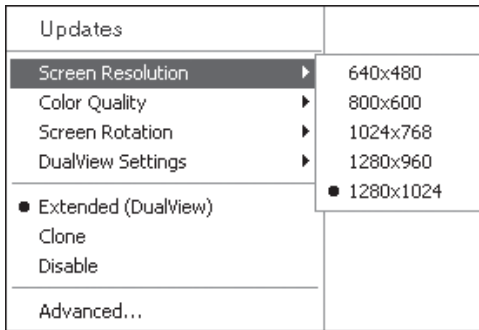 Updates
Screen Resolution
Color Quality
Screen Rotation
DualView Settings
Extended (DualView)
Clone
Disable
Advanced...
640x480
800x600
1024x768
1280x960
1280x1024